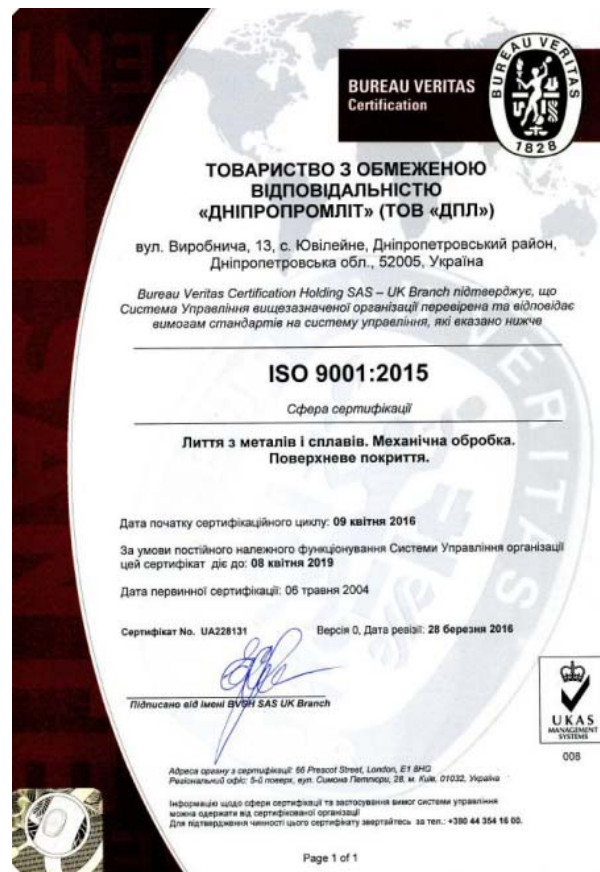 BUREAU VERITAS
Certification
BUREAU VERITAS
1828
ТОВАРИСТВО З ОБМЕЖЕНОЮ
ВІДПОВІДАЛЬНІСТЮ
«ДНІПРОПРОМЛІТ» (ТОВ «ДПЛ»)
вул. Виробнича, 13, с. Ювілейне, Дніпропетровський район,
Дніпропетровська обл., 52005, Україна
Bureau Veritas Certification Holding SAS – UK Branch підтверджує, що
Система Управління вищезазначеної організації перевірена та відповідає
вимогам стандартів на систему управління, які вказано нижче
ISO 9001:2015
Сфера сертифікації
Лиття з металів і сплавів. Механічна обробка.
Поверхневе покриття.
Дата початку сертифікаційного циклу: 09 квітня 2016
За умови постійного належного функціонування Системи Управління організації
цей сертифікат діє до: 08 квітня 2019
Дата первинної сертифікації: 06 травня 2004
Сертифікат No. UA228131 Версія 0, Дата ревізії: 28 березня 2016
Підписано від імені BVCH SAS UK Branch
UKAS
MANAGEMENT
SYSTEMS
008
Адреса органу з сертифікації: 66 Prescot Street, London, E1 8HG
Регіональний офіс: 5-й поверх, вул. Симона Петлюри, 28, м. Київ, 01032, Україна
Інформацію щодо сфери сертифікації та застосування вимог системи управління
можна одержати від сертифікованої організації
Для підтвердження чинності цього сертифікату звертайтесь за тел.: +380 44 354 16 00.
Page 1 of 1